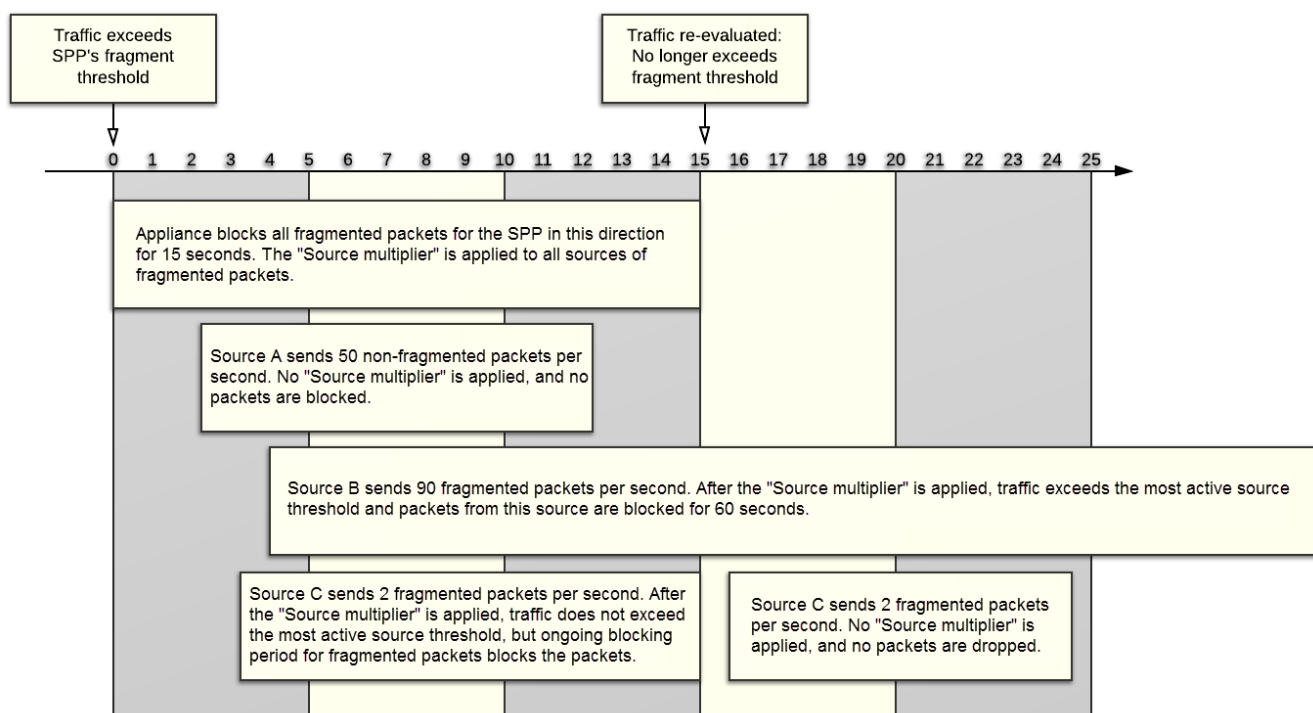 Traffic exceeds
SPP's fragment
threshold
Traffic re-evaluated:
No longer exceeds
fragment threshold
0 1 2 3 4 5 6 7 8 9 10 11 12 13 14 15 16 17 18 19 20 21 22 23 24 25
Appliance blocks all fragmented packets for the SPP in this direction
for 15 seconds. The "Source multiplier" is applied to all sources of
fragmented packets.
Source A sends 50 non-fragmented packets per
second. No "Source multiplier" is applied, and no
packets are blocked.
Source B sends 90 fragmented packets per second. After the "Source multiplier" is applied, traffic exceeds the most active source
threshold and packets from this source are blocked for 60 seconds.
Source C sends 2 fragmented packets per second. After
the "Source multiplier" is applied, traffic does not exceed
the most active source threshold, but ongoing blocking
period for fragmented packets blocks the packets.
Source C sends 2 fragmented packets
per second. No "Source multiplier" is
applied, and no packets are dropped.